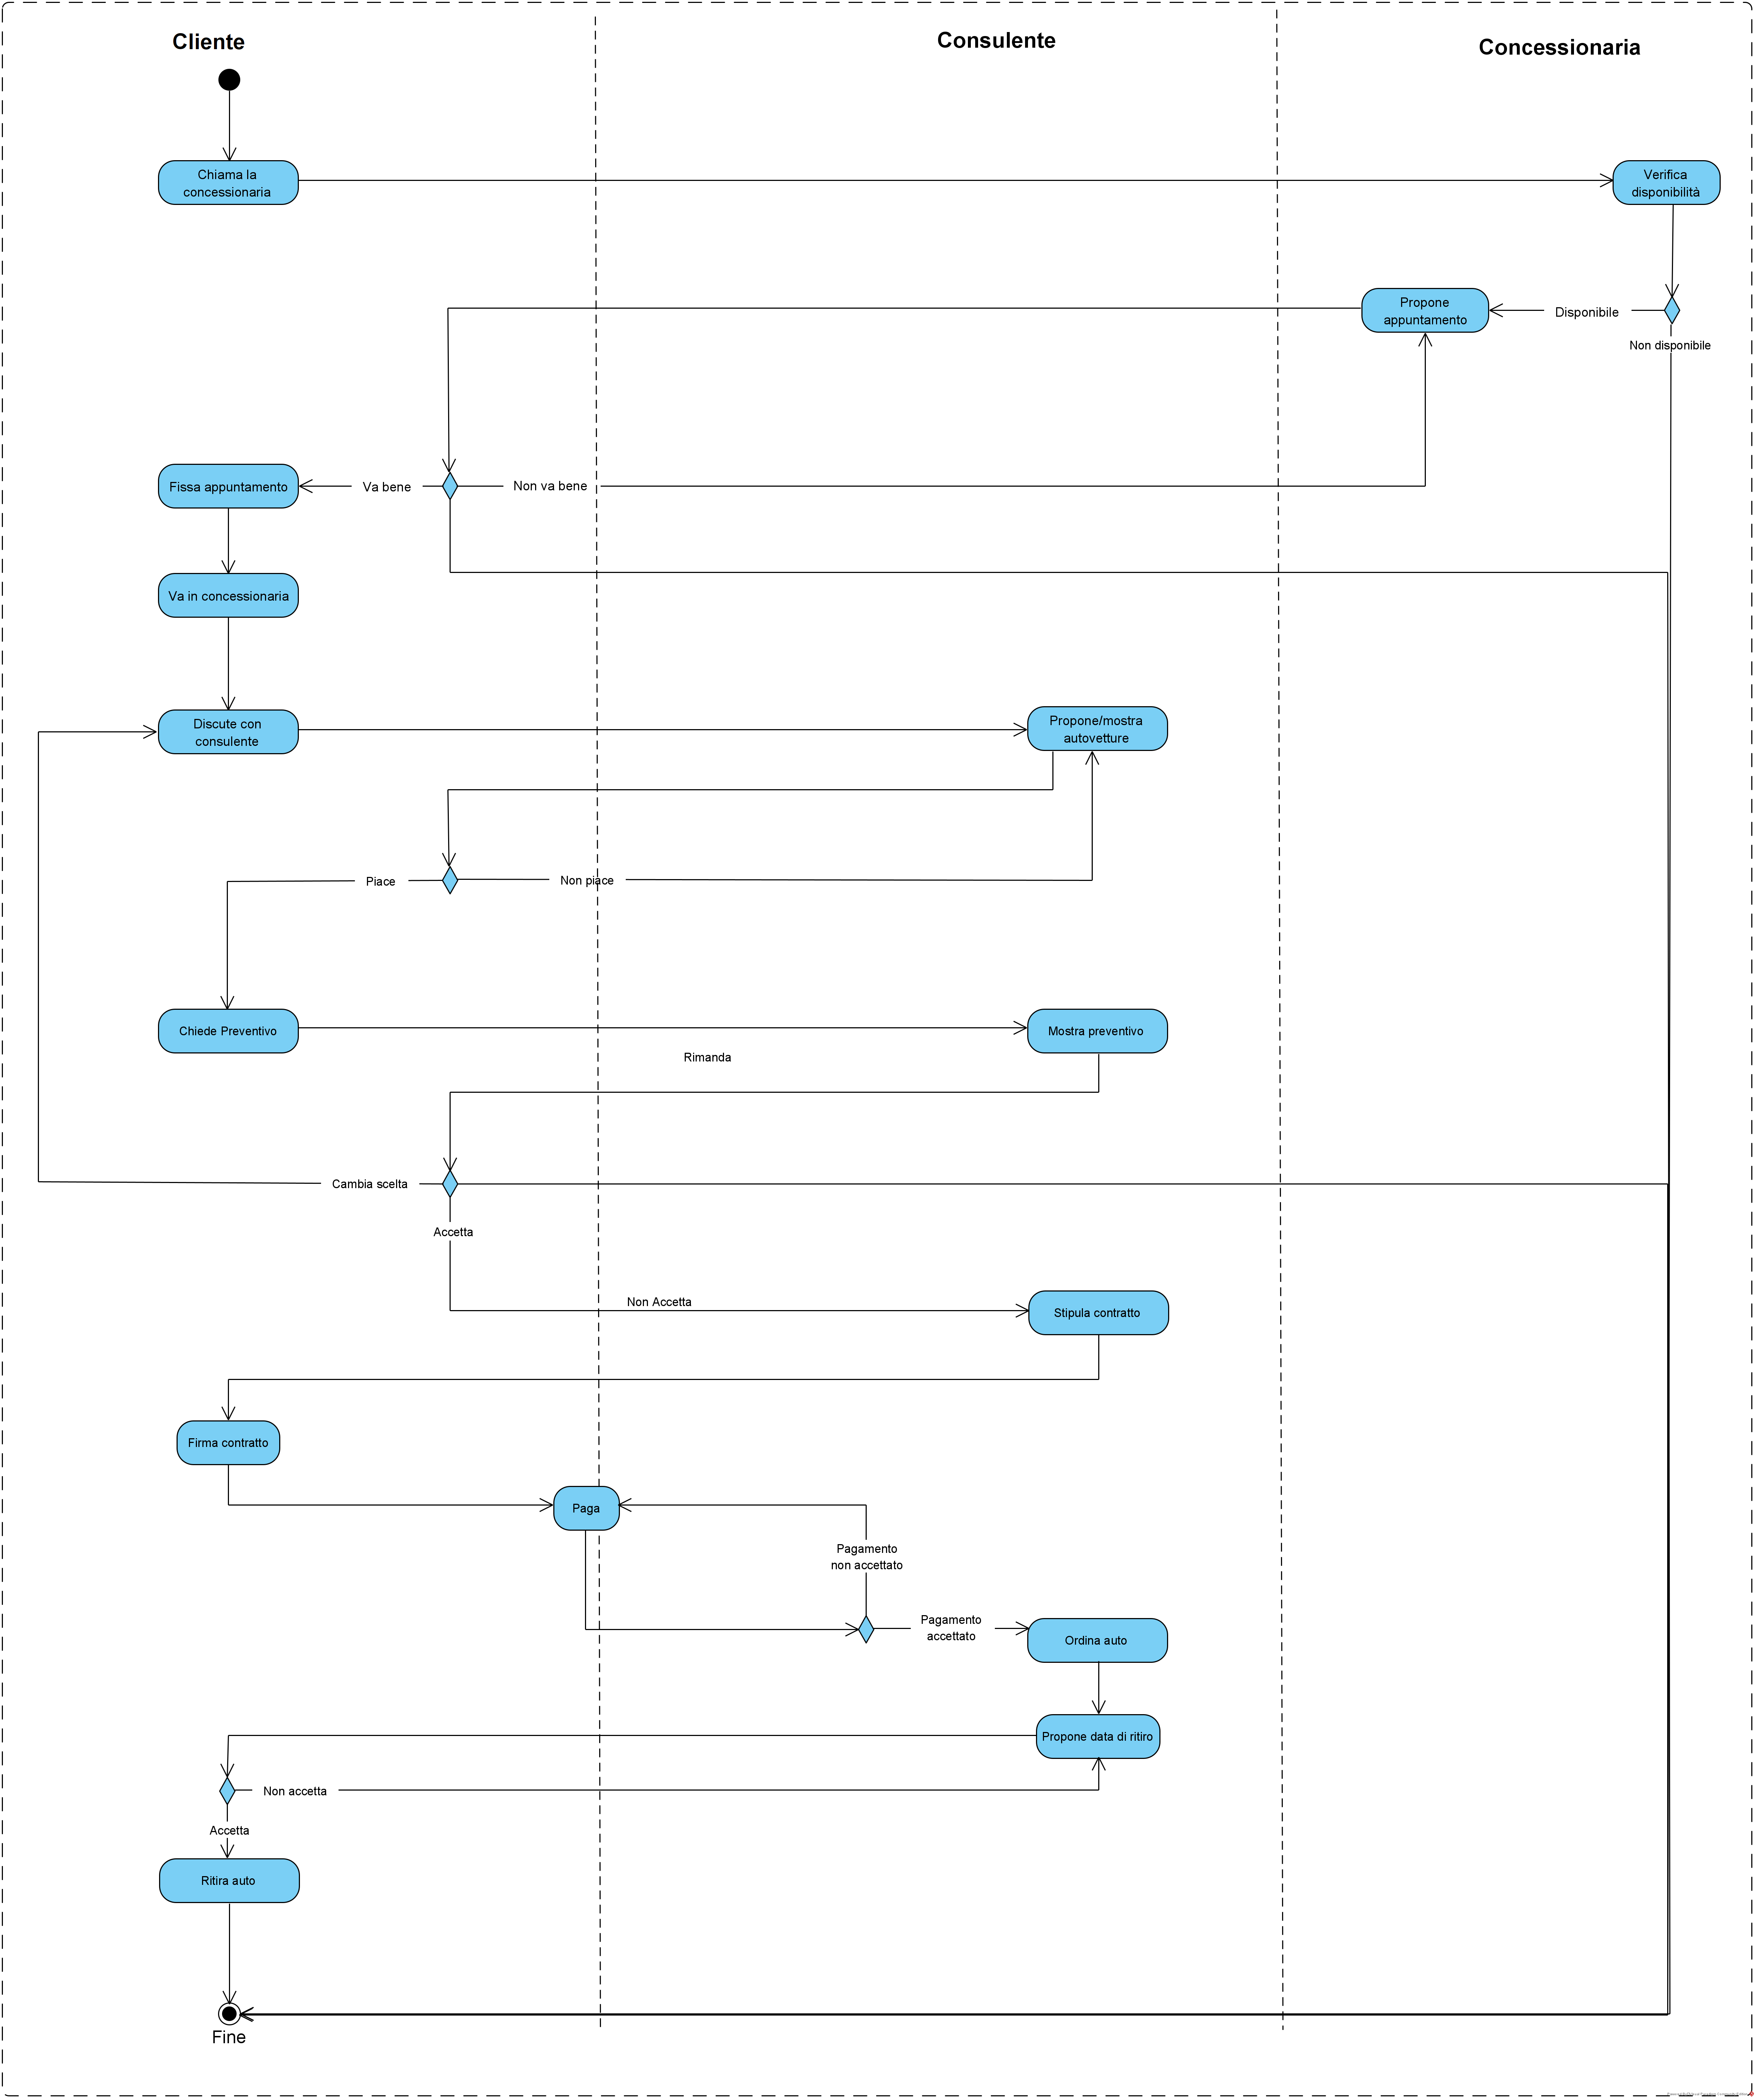 Cliente
Consulente
Concessionaria
Chiama la
concessionaria
Verifica
disponibilità
Propone
appuntamento
Disponibile
Non disponibile
Fissa appuntamento
Va bene
Non va bene
Va in concessionaria
Discute con
consulente
Propone/mostra
autovetture
Piace
Non piace
Chiede Preventivo
Mostra preventivo
Rimanda
Cambia scelta
Accetta
Non Accetta
Stipula contratto
Firma contratto
Paga
Pagamento
non accettato
Pagamento
accettato
Ordina auto
Propone data di ritiro
Non accetta
Accetta
Ritira auto
Fine